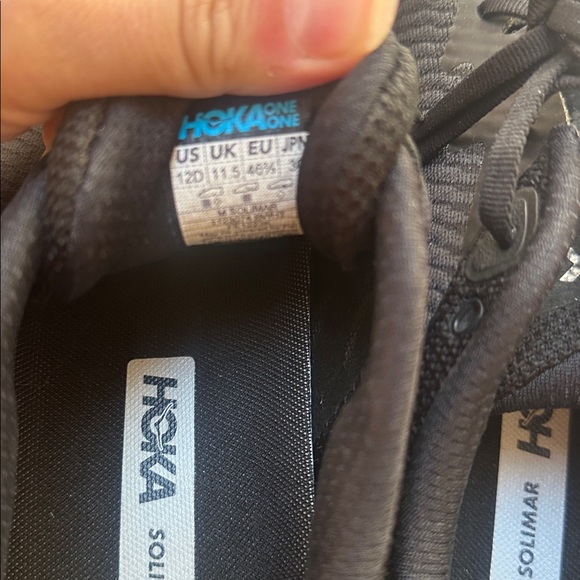 HOKA ONE ONE
US UK EU JPN
12D 11.5 46⅔
HOKA
SOLI
HOKA
SOLIMAR